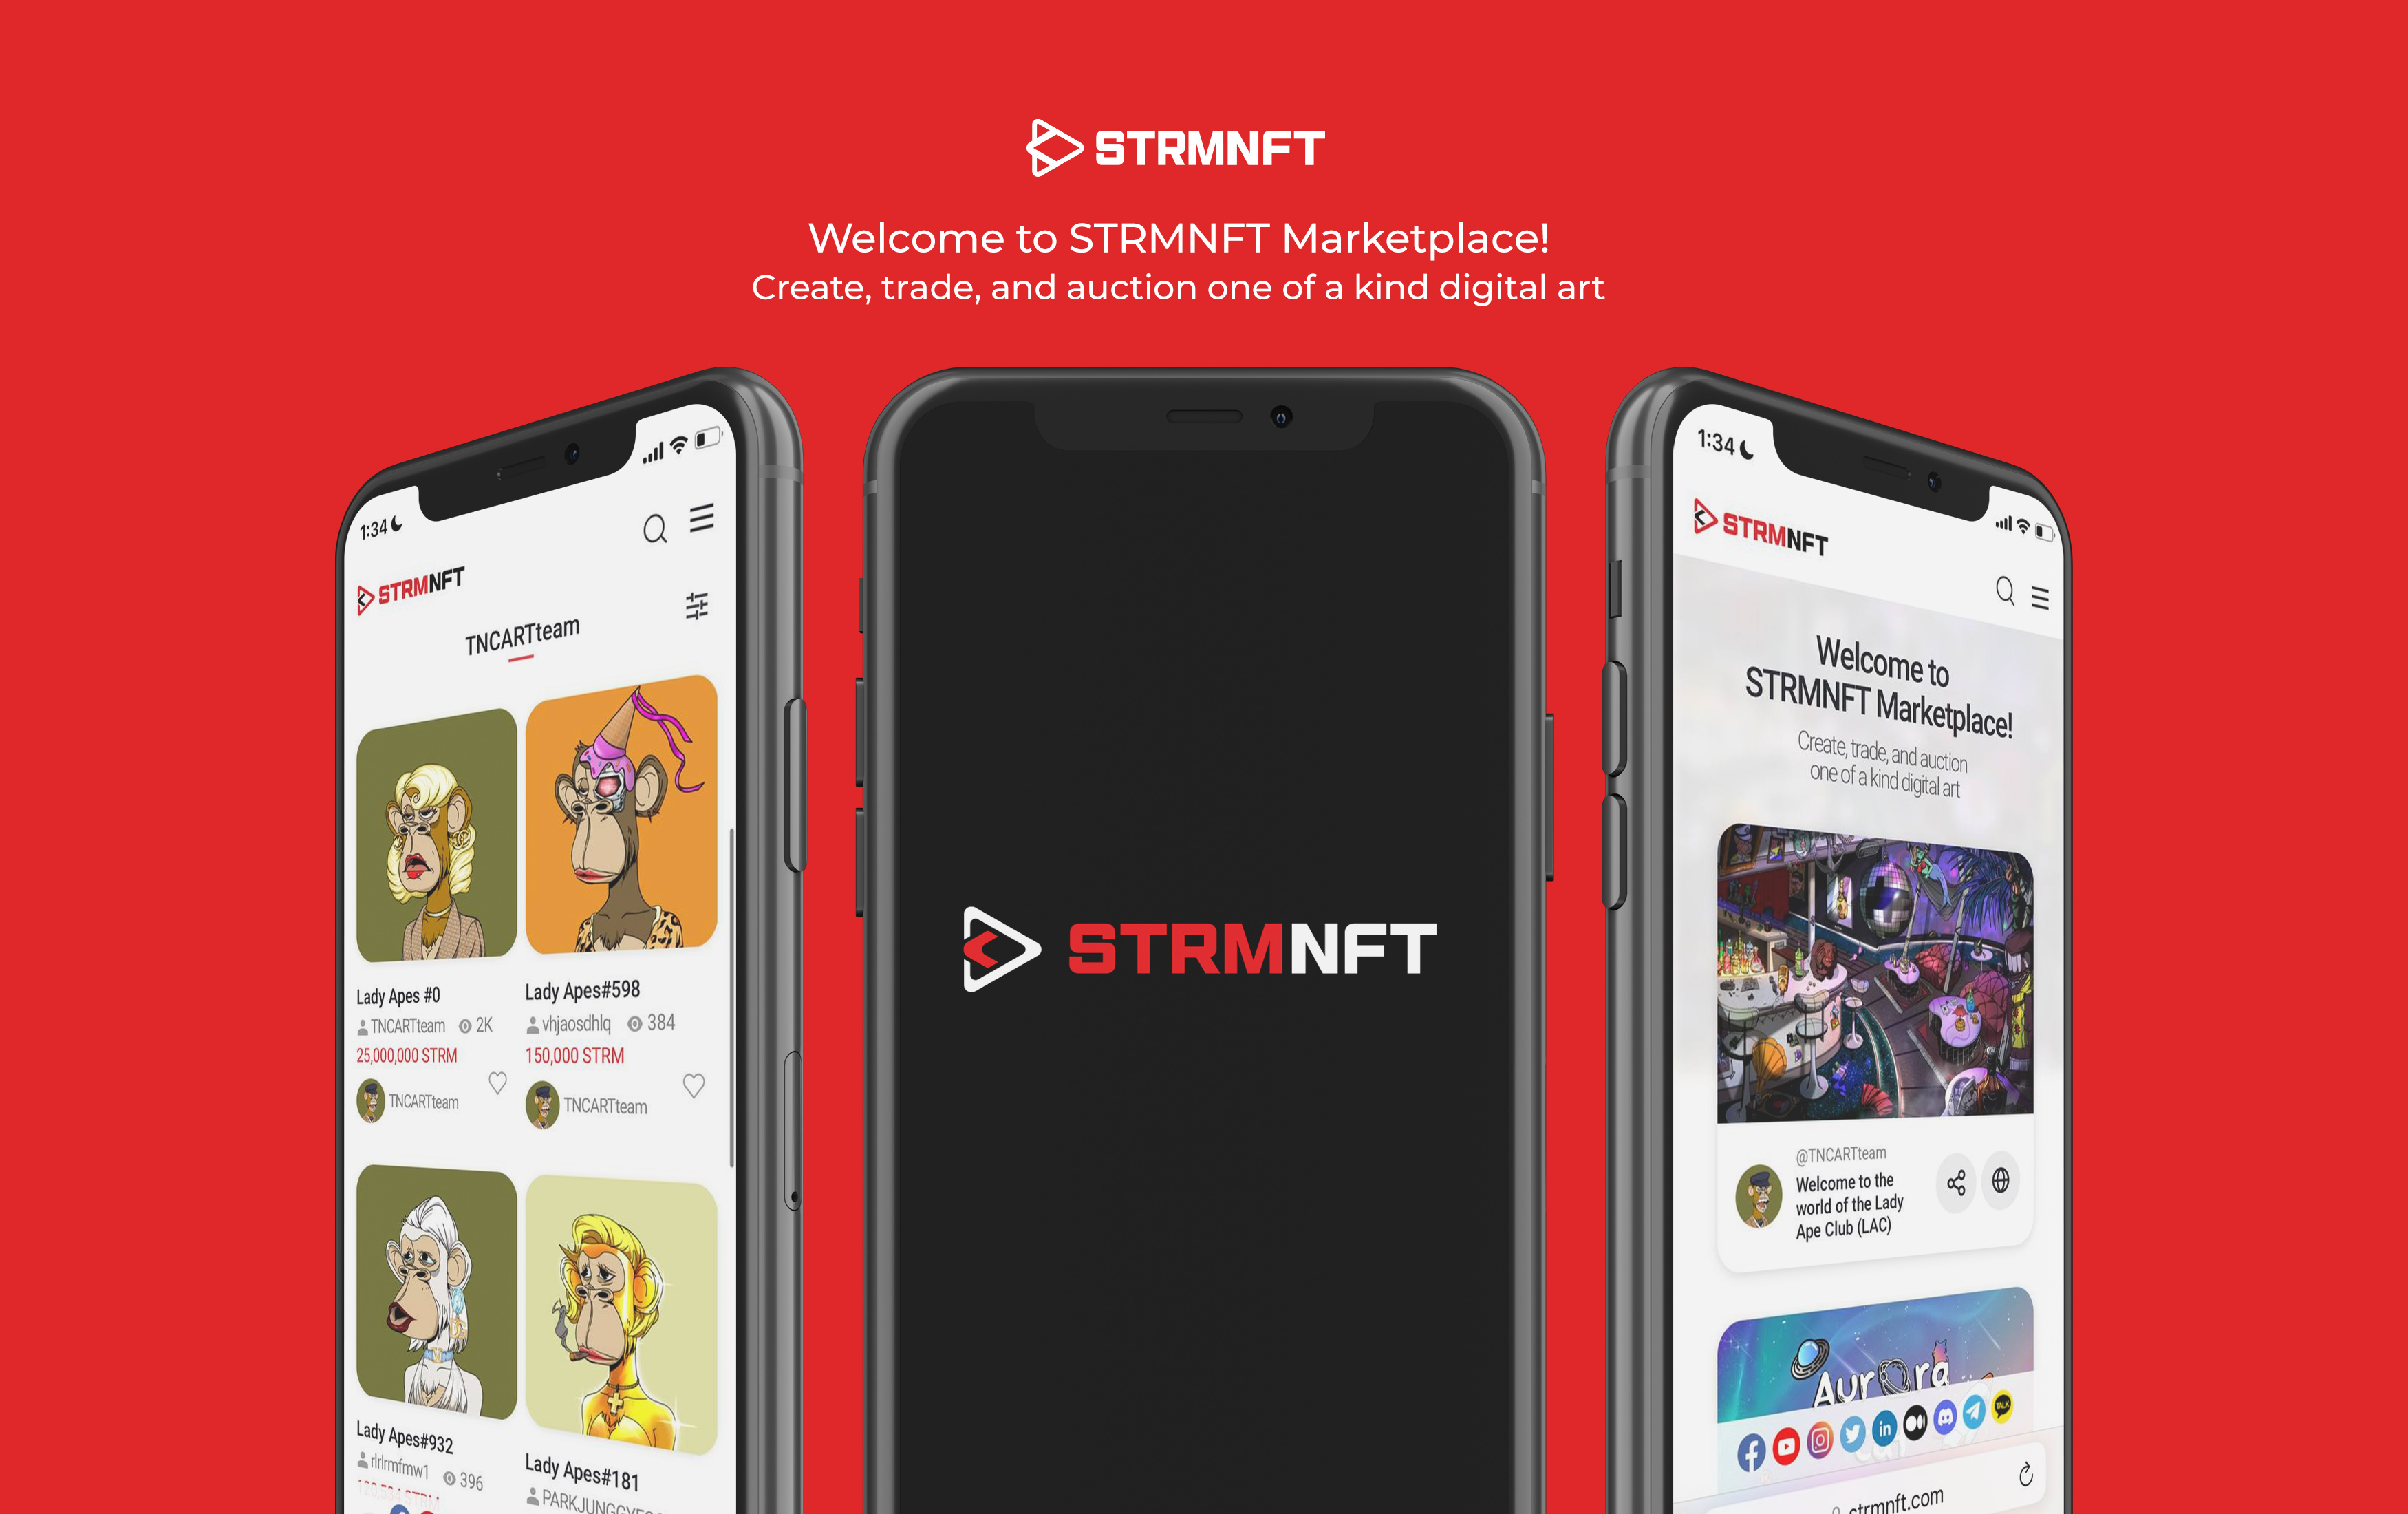 STRMNFT
Welcome to STRMNFT Marketplace!
Create, trade, and auction one of a kind digital art
1:34
STRMNFT
TNCARTteam
Lady Apes #0
TNCARTteam 2K
25,000,000 STRM
TNCARTteam
Lady Apes#598
vhjaosdhlq 384
150,000 STRM
TNCARTteam
Lady Apes#932
rlrlrmfmw1 396
STRM
Lady Apes#181
STRMNFT
1:34
STRMNFT
Welcome to
STRMNFT Marketplace!
Create, trade, and auction
one of a kind digital art
@TNCARTteam
Welcome to the
world of the Lady
Ape Club (LAC)
Aurora
in
TALK
strmnft.com